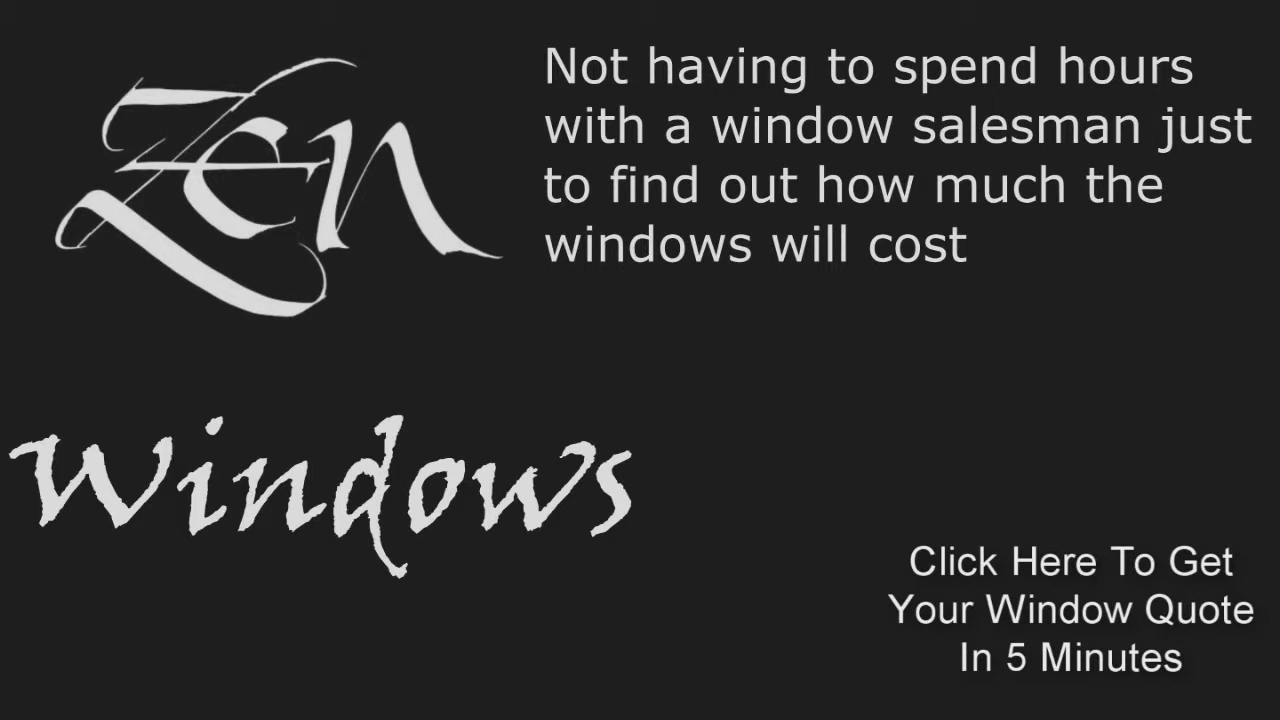 Zen
Not having to spend hours
with a window salesman just
to find out how much the
windows will cost
Windows
Click Here To Get
Your Window Quote
In 5 Minutes